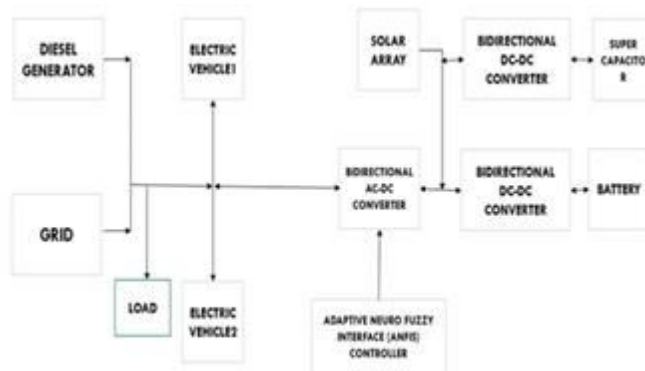 DIESEL
GENERATOR
ELECTRIC
VEHICLE1
SOLAR
ARRAY
BIDIRECTIONAL
DC-DC
CONVERTER
SUPER
CAPACITO
R
GRID
BIDIRECTIONAL
AC-DC
CONVERTER
BIDIRECTIONAL
DC-DC
CONVERTER
BATTERY
LOAD
ELECTRIC
VEHICLE2
ADAPTIVE NEURO FUZZY
INTERFACE (ANFIS)
CONTROLLER